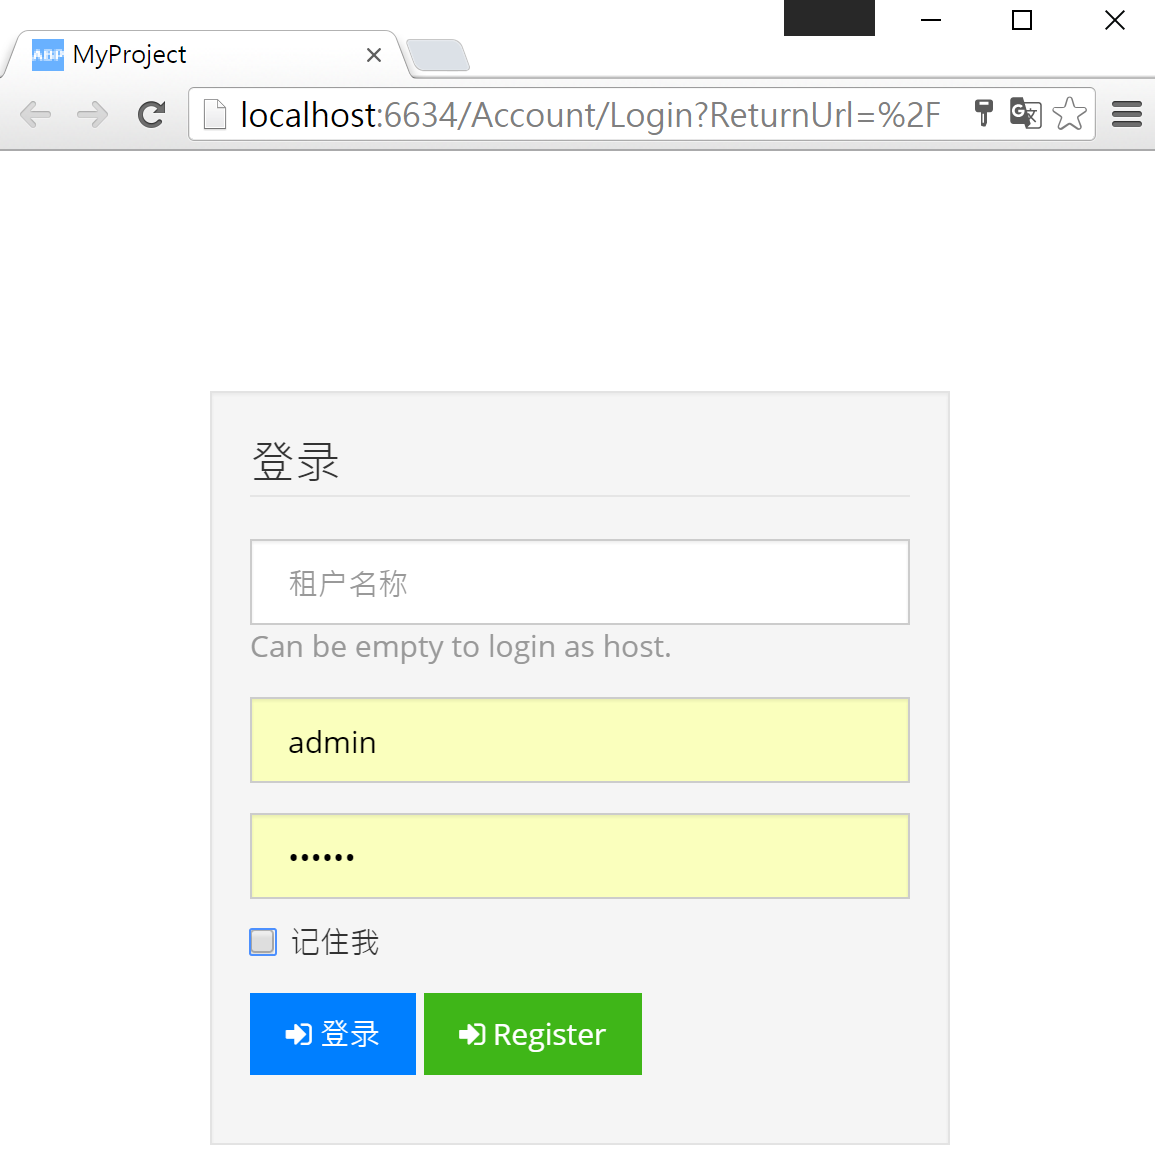 ABP MyProject
localhost:6634/Account/Login?ReturnUrl=%2F
登录
租户名称
Can be empty to login as host.
admin
••••••
记住我
登录 Register